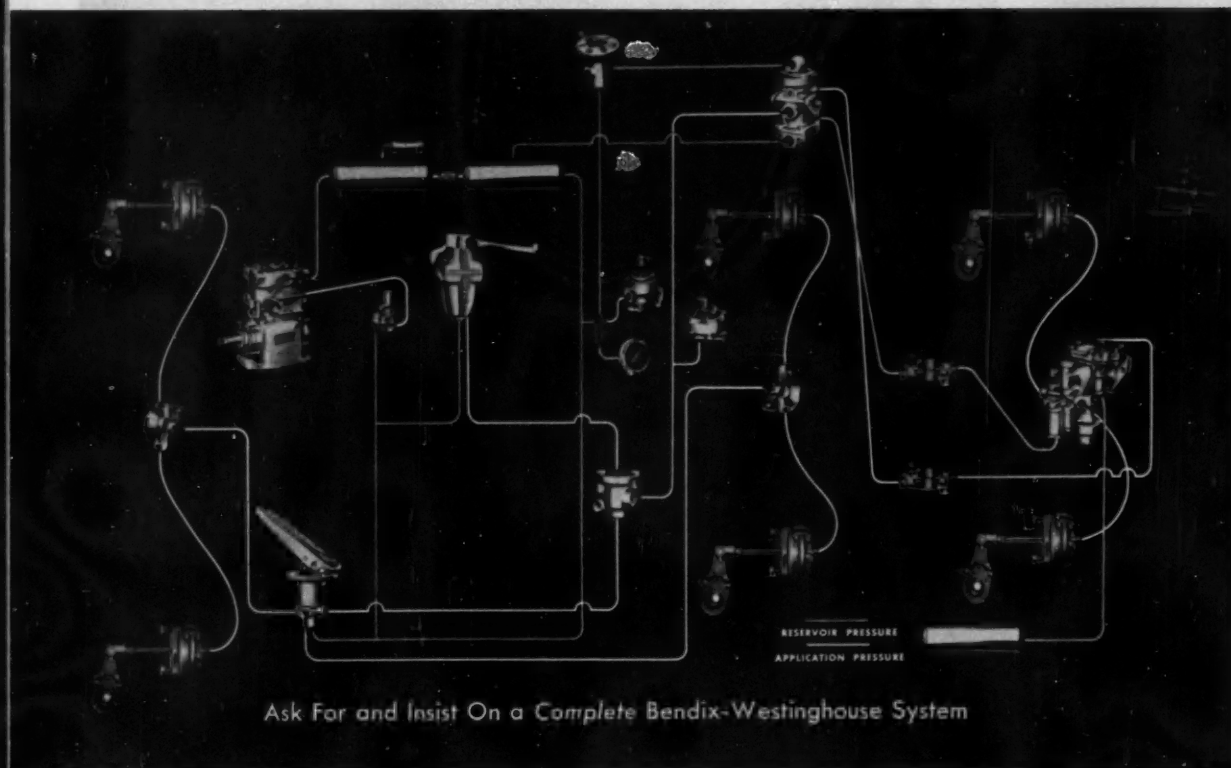 RESERVOIR PRESSURE
APPLICATION PRESSURE
Ask For and Insist On a Complete Bendix-Westinghouse System